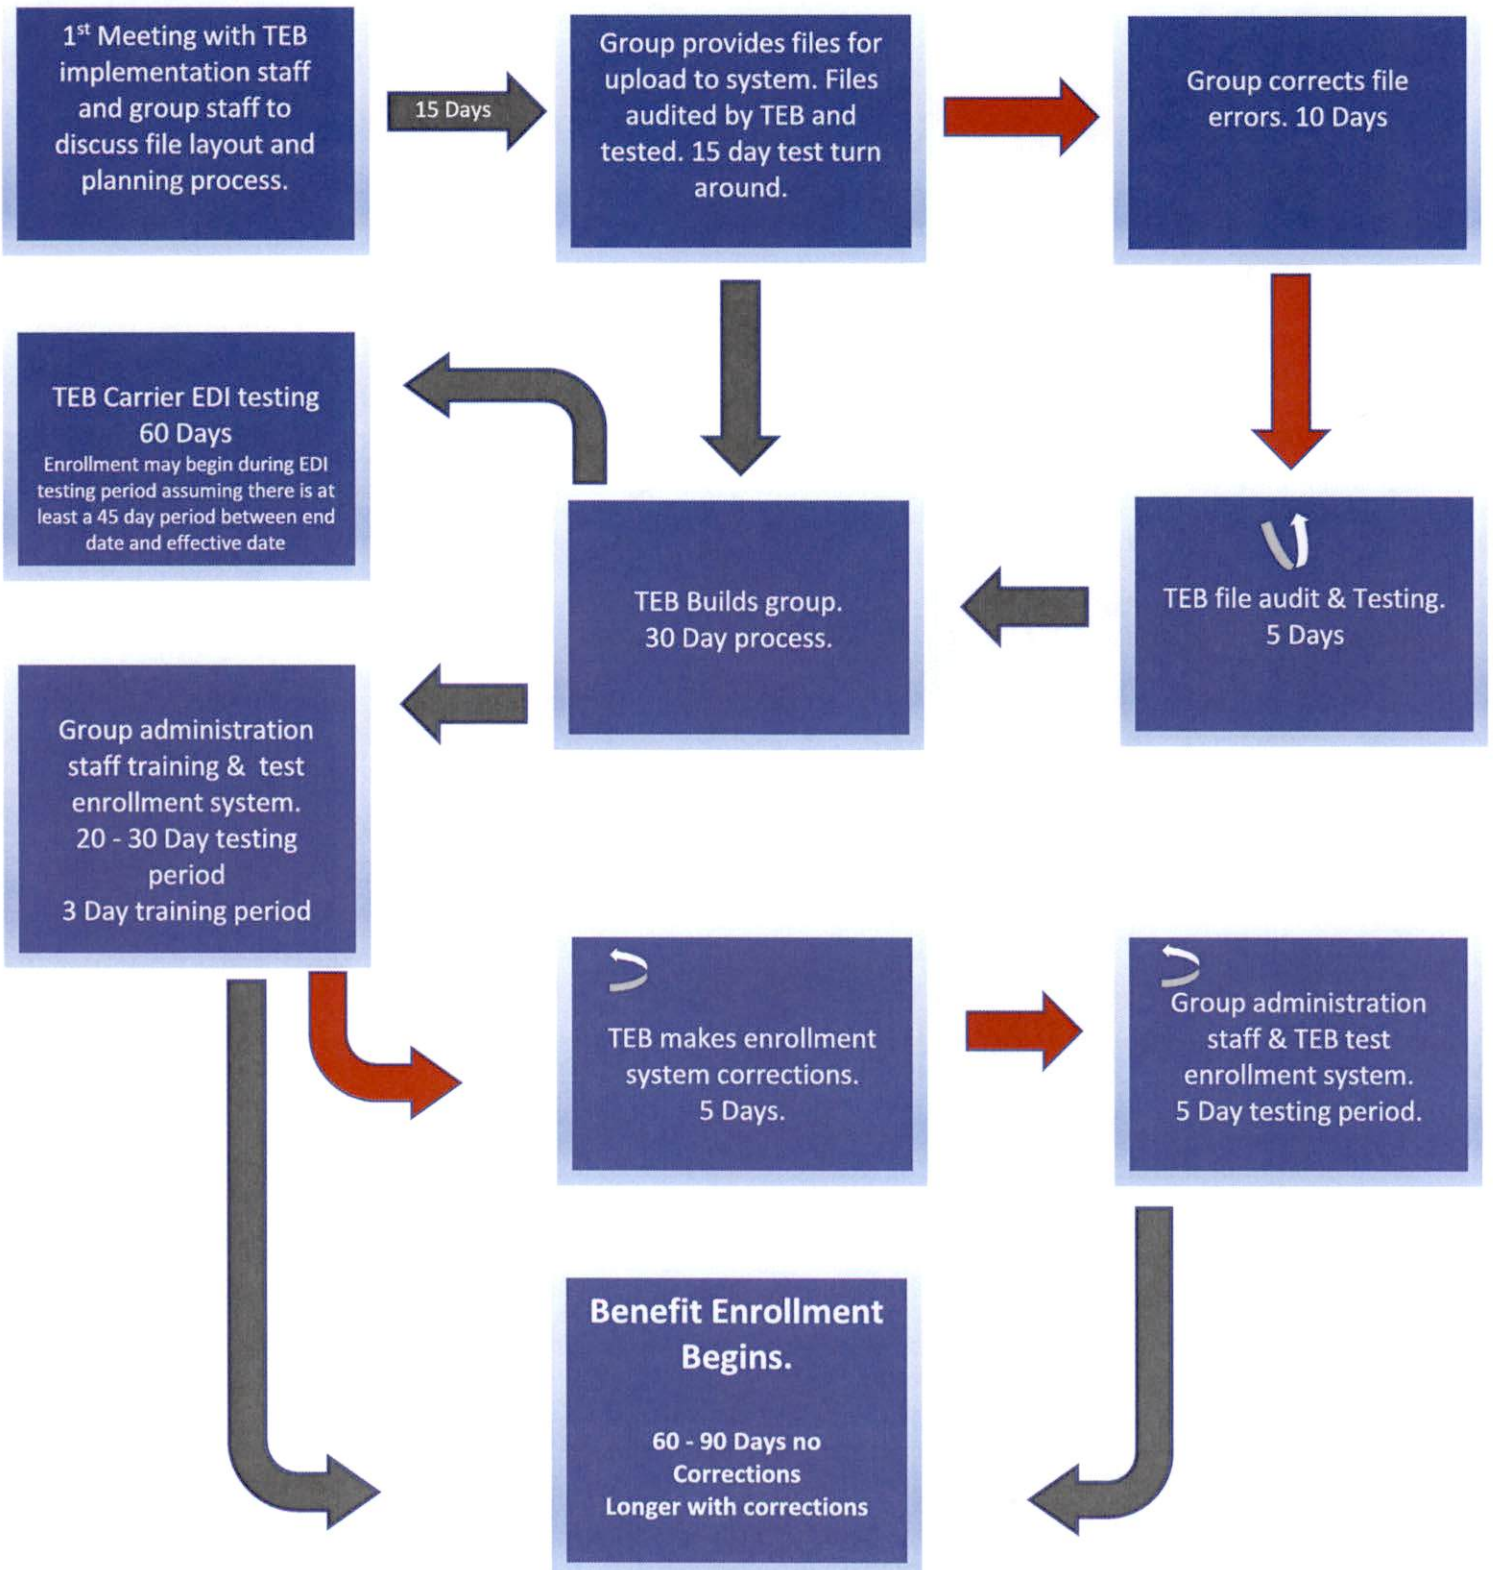 1st Meeting with TEB
implementation staff
and group staff to
discuss file layout and
planning process.
15 Days
Group provides files for
upload to system. Files
audited by TEB and
tested. 15 day test turn
around.
Group corrects file
errors. 10 Days
TEB Carrier EDI testing
60 Days
Enrollment may begin during EDI
testing period assuming there is at
least a 45 day period between end
date and effective date
TEB Builds group.
30 Day process.
TEB file audit & Testing.
5 Days
Group administration
staff training & test
enrollment system.
20 - 30 Day testing
period
3 Day training period
TEB makes enrollment
system corrections.
5 Days.
Group administration
staff & TEB test
enrollment system.
5 Day testing period.
Benefit Enrollment
Begins.
60 - 90 Days no
Corrections
Longer with corrections